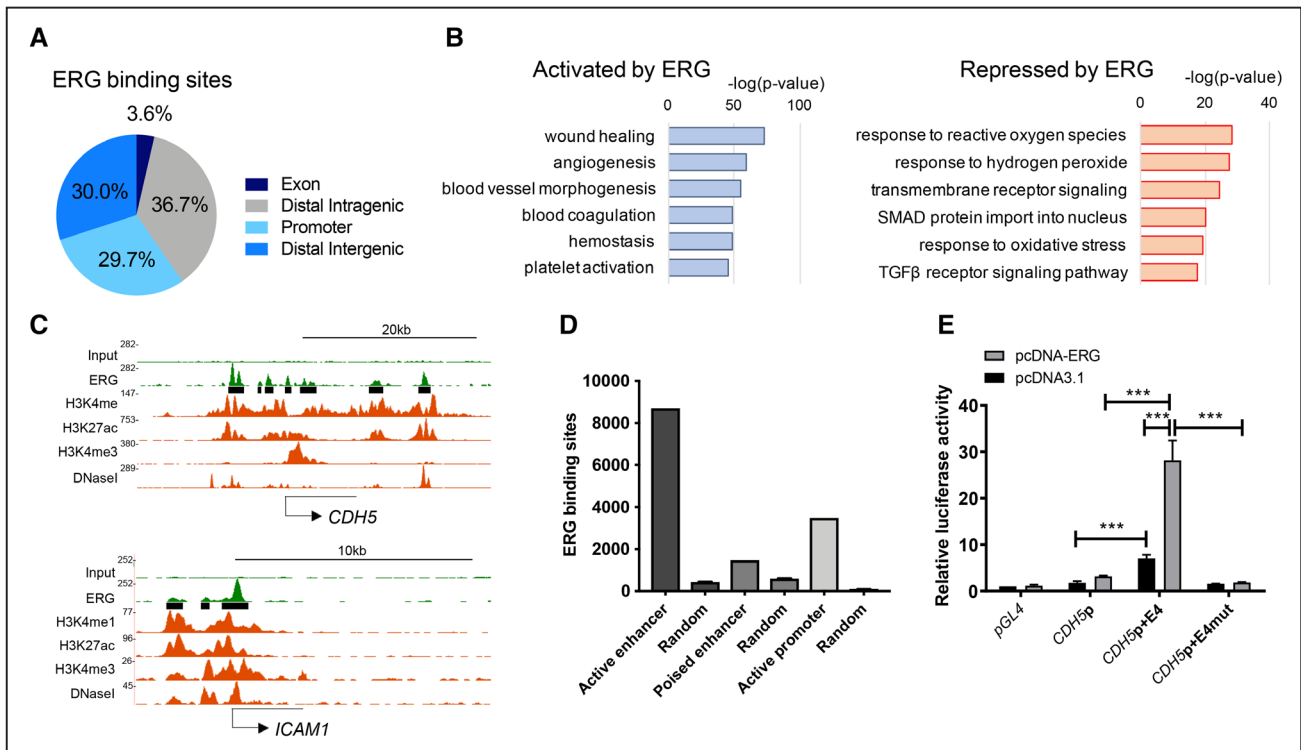 A
ERG binding sites
3.6%
36.7%
29.7%
30.0%
Exon
Distal Intragenic
Promoter
Distal Intergenic
B
Activated by ERG
-log(p-value)
0 50 100
wound healing
angiogenesis
blood vessel morphogenesis
blood coagulation
hemostasis
platelet activation
Repressed by ERG
-log(p-value)
0 20 40
response to reactive oxygen species
response to hydrogen peroxide
transmembrane receptor signaling
SMAD protein import into nucleus
response to oxidative stress
TGFβ receptor signaling pathway
C
20kb
282-
Input
282-
ERG
147-
H3K4me
753-
H3K27ac
380-
H3K4me3
289-
DNaseI
CDH5
10kb
252-
Input
252-
ERG
77-
H3K4me1
96-
H3K27ac
26-
H3K4me3
45-
DNaseI
ICAM1
D
ERG binding sites
10000
8000
6000
4000
2000
0
Active enhancer
Random
Poised enhancer
Random
Active promoter
Random
E
pcDNA-ERG
pcDNA3.1
Relative luciferase activity
40
30
20
10
0
***
***
***
***
pGL4
CDH5p
CDH5p+E4
CDH5p+E4mut